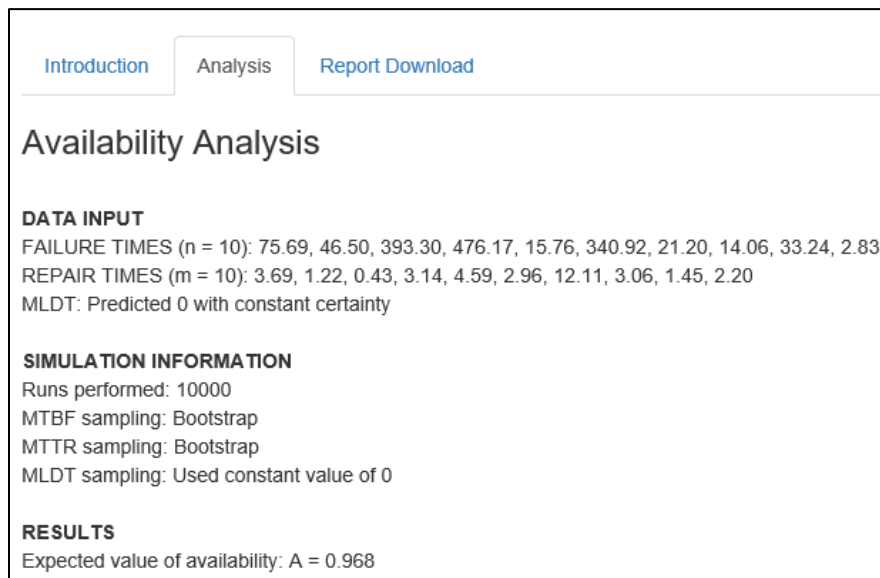 Introduction Analysis Report Download
Availability Analysis
DATA INPUT
FAILURE TIMES (n = 10): 75.69, 46.50, 393.30, 476.17, 15.76, 340.92, 21.20, 14.06, 33.24, 2.83
REPAIR TIMES (m = 10): 3.69, 1.22, 0.43, 3.14, 4.59, 2.96, 12.11, 3.06, 1.45, 2.20
MLDT: Predicted 0 with constant certainty
SIMULATION INFORMATION
Runs performed: 10000
MTBF sampling: Bootstrap
MTTR sampling: Bootstrap
MLDT sampling: Used constant value of 0
RESULTS
Expected value of availability: A = 0.968